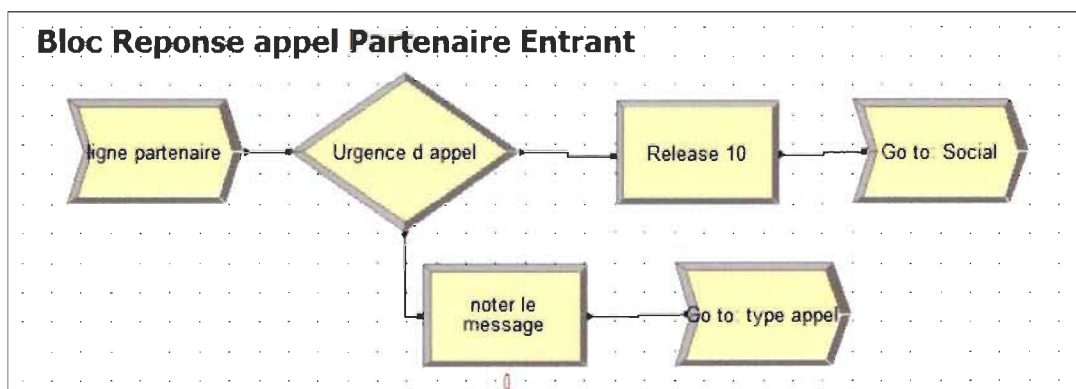 Bloc Reponse appel Partenaire Entrant
ligne partenaire
Urgence d appel
Release 10
Go to: Social
noter le
message
Go to: type appel
0